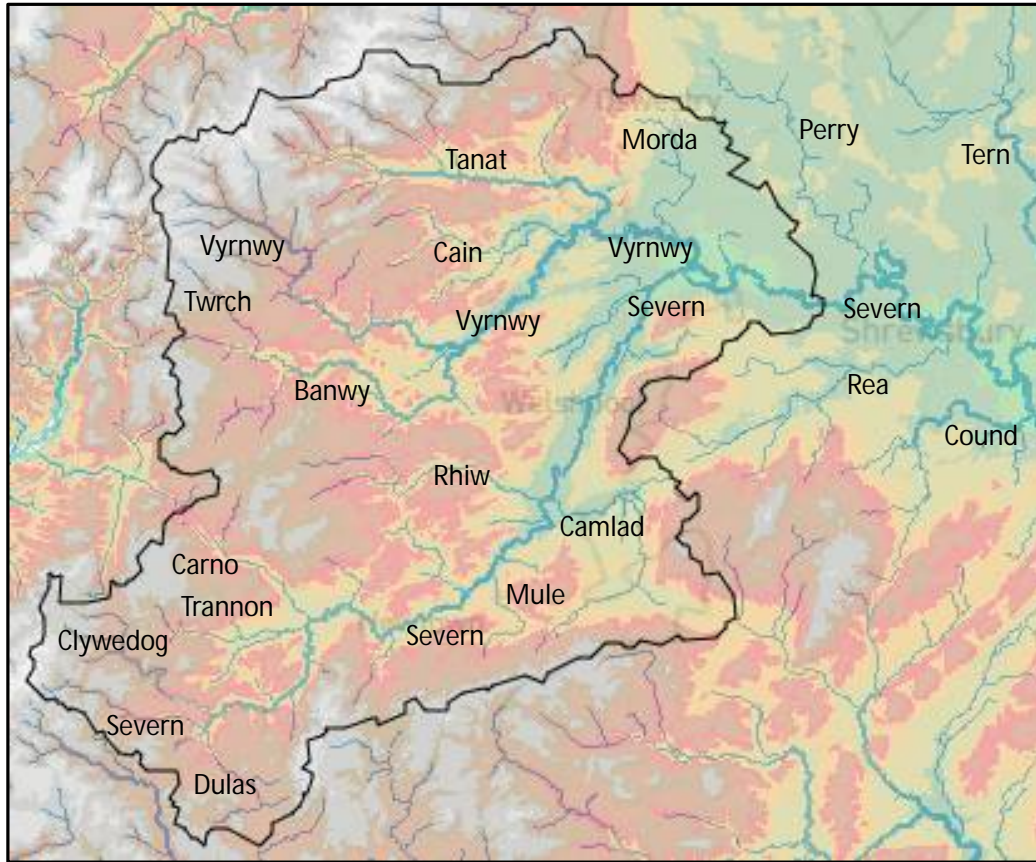 Morda
Perry
Tanat
Tern
Vyrnwy
Cain
Vyrnwy
Twrch
Vyrnwy
Severn
Severn
Shrewsbury
Banwy
Rea
Cound
Rhiw
Camlad
Carno
Trannon
Mule
Clywedog
Severn
Severn
Dulas